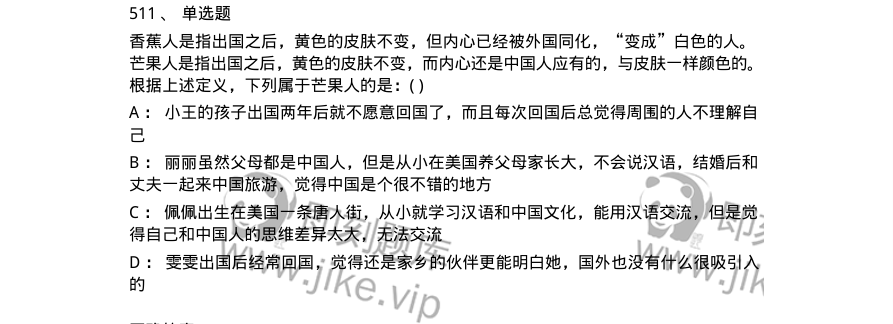 511 、 单选题
香蕉人是指出国之后，黄色的皮肤不变，但内心已经被外国同化，“变成”白色的人。
芒果人是指出国之后，黄色的皮肤不变，而内心还是中国人应有的，与皮肤一样颜色的。
根据上述定义，下列属于芒果人的是：( )
A ： 小王的孩子出国两年后就不愿意回国了，而且每次回国后总觉得周围的人不理解自
己
B ： 丽丽虽然父母都是中国人，但是从小在美国养父母家长大，不会说汉语，结婚后和
丈夫一起来中国旅游，觉得中国是个很不错的地方
C ： 佩佩出生在美国一条唐人街，从小就学习汉语和中国文化，能用汉语交流，但是觉
得自己和中国人的思维差异太大，无法交流
D ： 雯雯出国后经常回国，觉得还是家乡的伙伴更能明白她，国外也没有什么很吸引入
的
即刻题库
www.jike.vip
即刻
www.jik